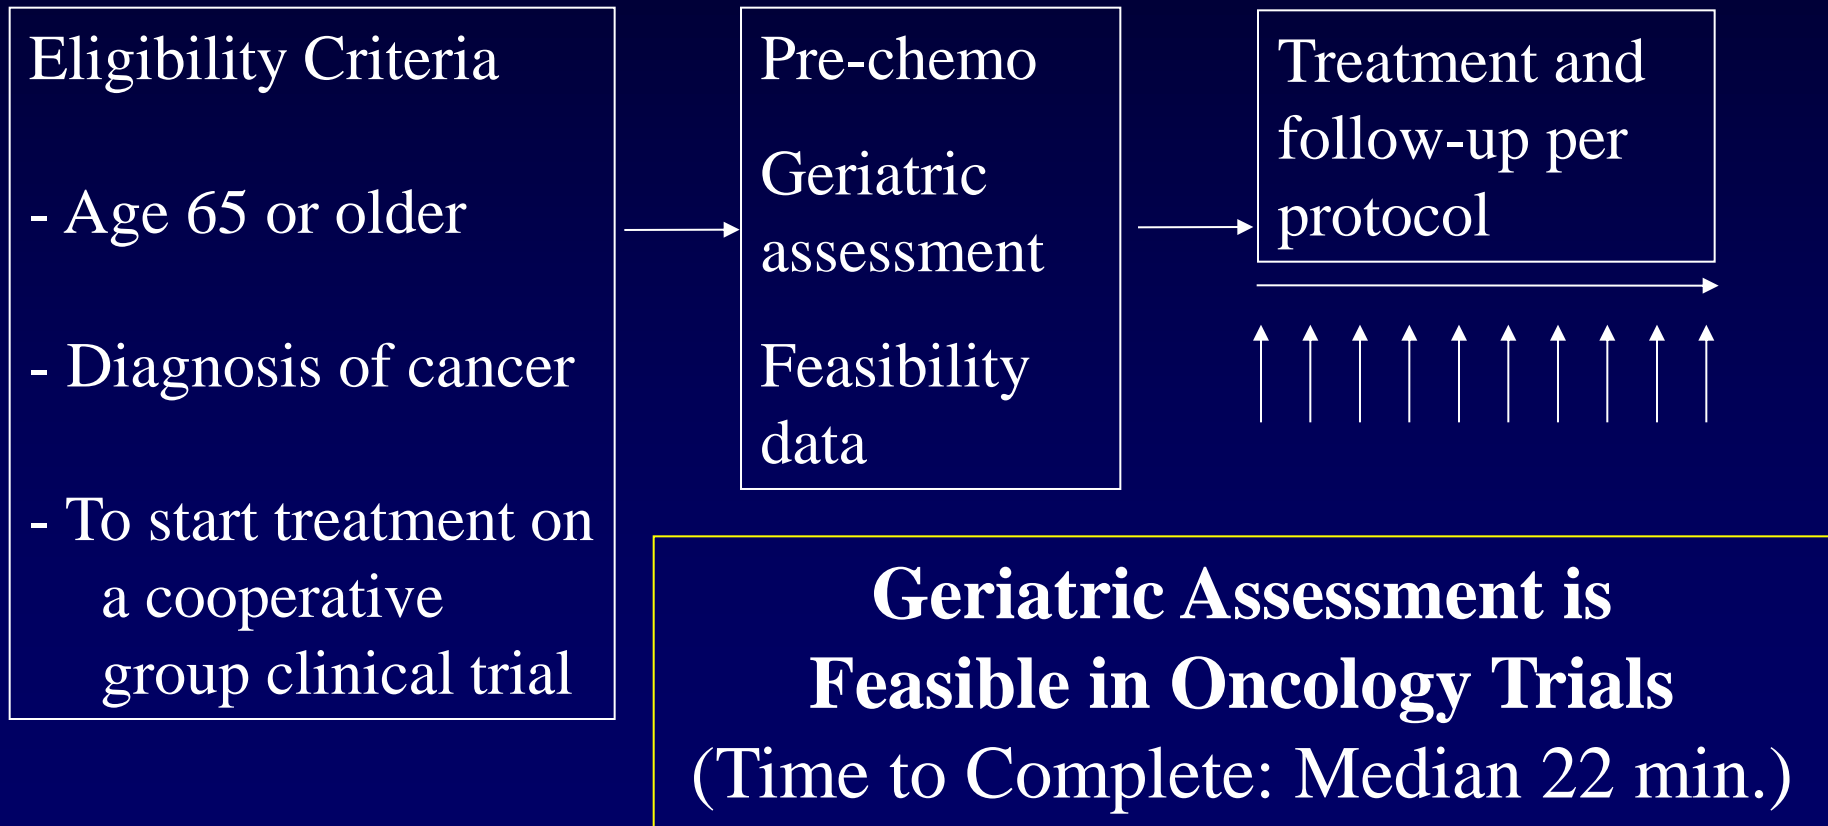 Eligibility Criteria
- Age 65 or older
- Diagnosis of cancer
- To start treatment on
a cooperative
group clinical trial
Pre-chemo
Geriatric
assessment
Feasibility
data
Treatment and
follow-up per
protocol
Geriatric Assessment is
Feasible in Oncology Trials
(Time to Complete: Median 22 min.)